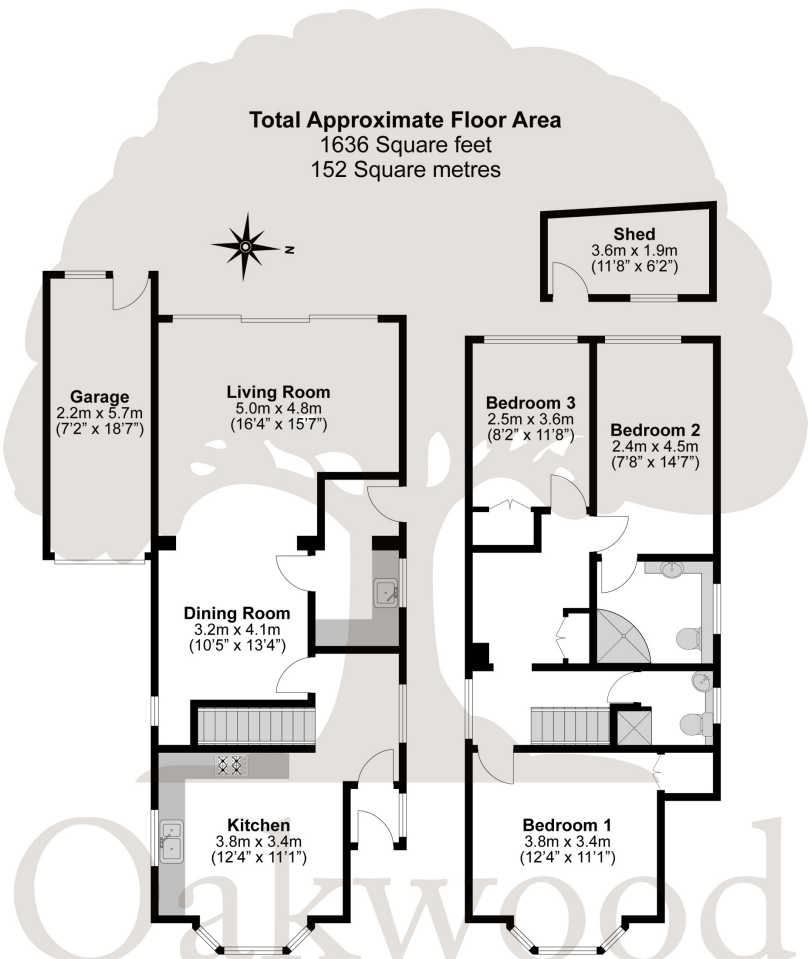 Total Approximate Floor Area
1636 Square feet
152 Square metres
N
Shed
3.6m x 1.9m
(11'8" x 6'2")
Garage
2.2m x 5.7m
(7'2" x 18'7")
Living Room
5.0m x 4.8m
(16'4" x 15'7")
Bedroom 3
2.5m x 3.6m
(8'2" x 11'8")
Bedroom 2
2.4m x 4.5m
(7'8" x 14'7")
Dining Room
3.2m x 4.1m
(10'5" x 13'4")
Kitchen
3.8m x 3.4m
(12'4" x 11'1")
Bedroom 1
3.8m x 3.4m
(12'4" x 11'1")
Oakwood